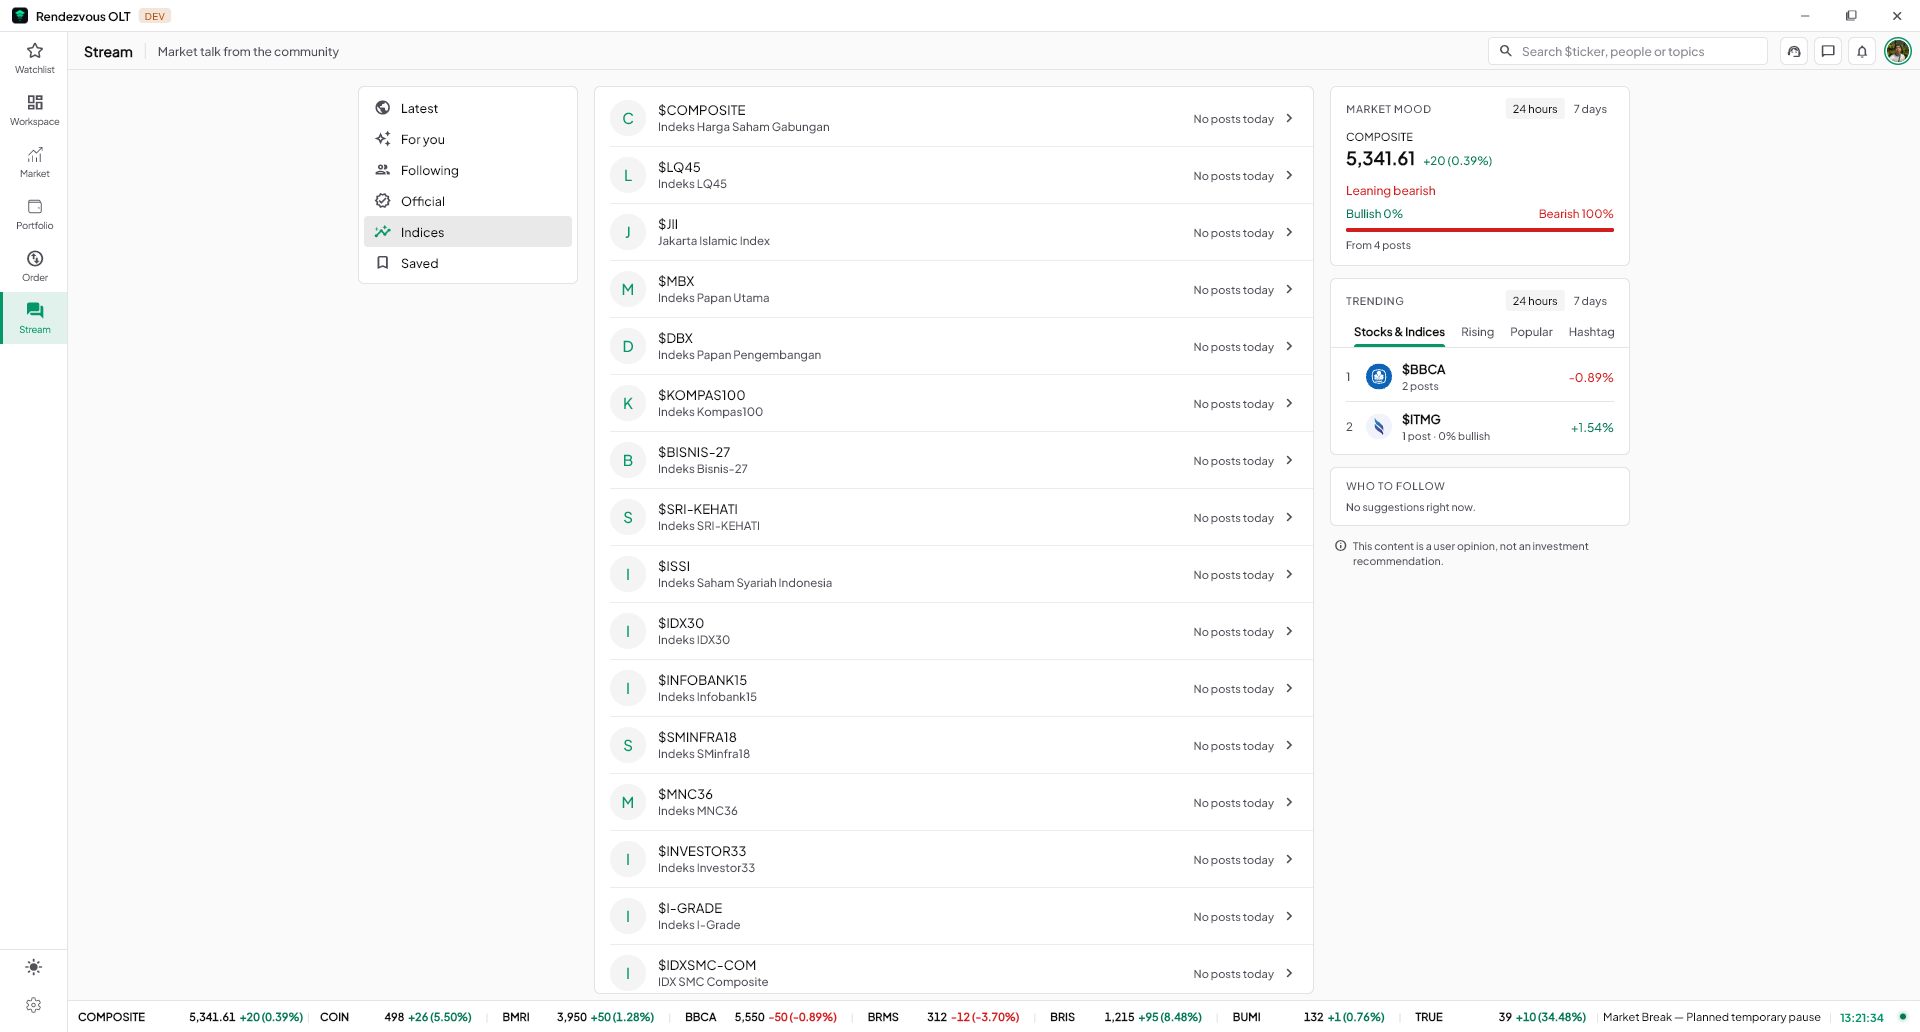 Rendezvous OLT DEV
Stream
Market talk from the community
Search $ticker, people or topics
Watchlist
Workspace
Market
Portfolio
Order
Stream
Latest
For you
Following
Official
Indices
Saved
C
$COMPOSITE
Indeks Harga Saham Gabungan
No posts today
L
$LQ45
Indeks LQ45
No posts today
J
$JII
Jakarta Islamic Index
No posts today
M
$MBX
Indeks Papan Utama
No posts today
D
$DBX
Indeks Papan Pengembangan
No posts today
K
$KOMPAS100
Indeks Kompas100
No posts today
B
$BISNIS-27
Indeks Bisnis-27
No posts today
S
$SRI-KEHATI
Indeks SRI-KEHATI
No posts today
I
$ISSI
Indeks Saham Syariah Indonesia
No posts today
I
$IDX30
Indeks IDX30
No posts today
I
$INFOBANK15
Indeks Infobank15
No posts today
S
$SMINFRA18
Indeks SMinfra18
No posts today
M
$MNC36
Indeks MNC36
No posts today
I
$INVESTOR33
Indeks Investor33
No posts today
I
$I-GRADE
Indeks I-Grade
No posts today
I
$IDXSMC-COM
IDX SMC Composite
No posts today
MARKET MOOD 24 hours 7 days
COMPOSITE
5,341.61 +20 (0.39%)
Leaning bearish
Bullish 0% Bearish 100%
From 4 posts
TRENDING 24 hours 7 days
Stocks & Indices Rising Popular Hashtag
1 $BBCA
2 posts
-0.89%
2 $ITMG
1 post · 0% bullish
+1.54%
WHO TO FOLLOW
No suggestions right now.
This content is a user opinion, not an investment
recommendation.
COMPOSITE 5,341.61 +20 (0.39%) COIN 498 +26 (5.50%) BMRI 3,950 +50 (1.28%) BBCA 5,550 -50 (-0.89%) BRMS 312 -12 (-3.70%) BRIS 1,215 +95 (8.48%) BUMI 132 +1 (0.76%) TRUE 39 +10 (34.48%) Market Break — Planned temporary pause 13:21:34